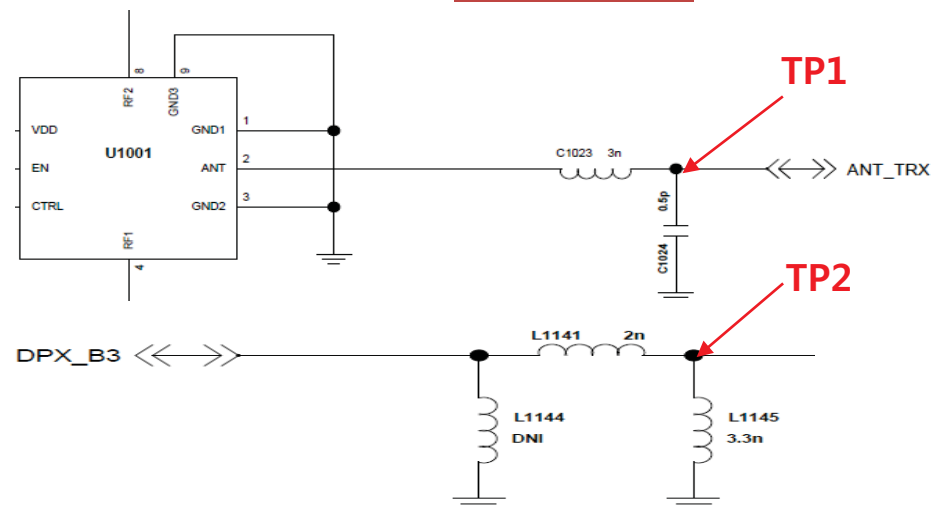 TP1
8
9
RF2
GND3
VDD
GND1
1
U1001
C1023 3n
EN
ANT
2
ANT_TRX
CTRL
GND2
3
0.5p
RF1
C1024
4
TP2
L1141 2n
DPX_B3
L1144
DNI
L1145
3.3n